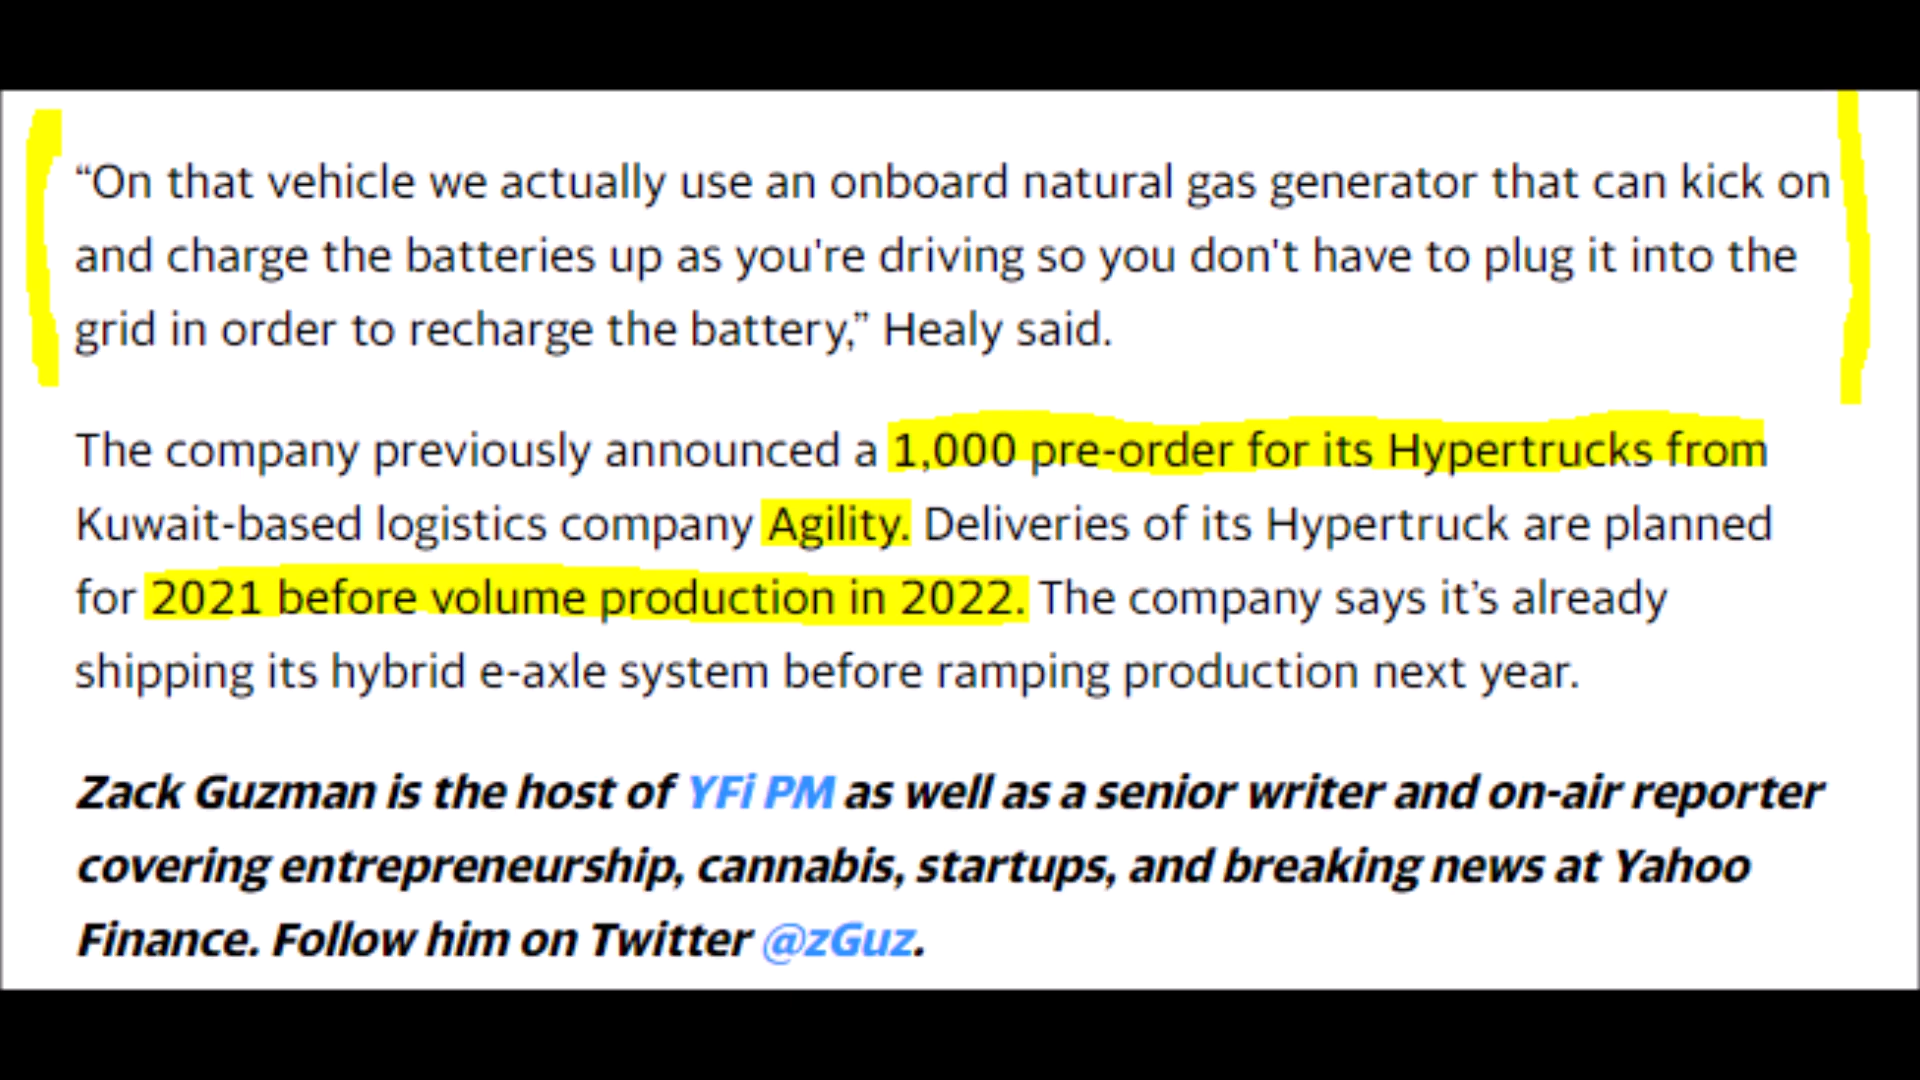 “On that vehicle we actually use an onboard natural gas generator that can kick on
and charge the batteries up as you're driving so you don't have to plug it into the
grid in order to recharge the battery,” Healy said.
The company previously announced a 1,000 pre-order for its Hypertrucks from
Kuwait-based logistics company Agility. Deliveries of its Hypertruck are planned
for 2021 before volume production in 2022. The company says it’s already
shipping its hybrid e-axle system before ramping production next year.
Zack Guzman is the host of YFi PM as well as a senior writer and on-air reporter
covering entrepreneurship, cannabis, startups, and breaking news at Yahoo
Finance. Follow him on Twitter @zGuz.